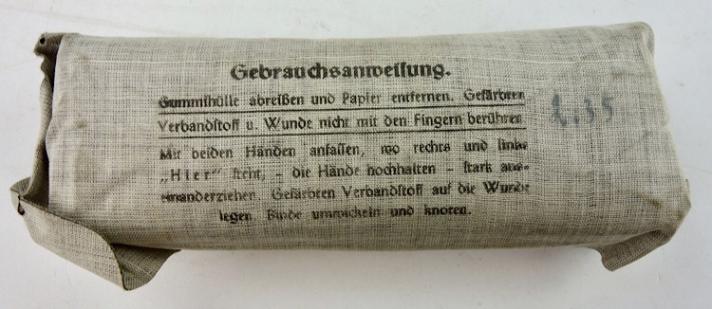 Gebrauchsanweisung.
Gummihülle abreißen und Papier entfernen. Gefärbten
Verbandstoff u. Wunde nicht mit den Fingern berühren
Mit beiden Händen anfassen, wo rechts und links
„Hier“ steht, – die Hände hochhalten – stark aus-
einanderziehen. Gefärbten Verbandstoff auf die Wunde
legen. Binde umwickeln und knoten.
2.35